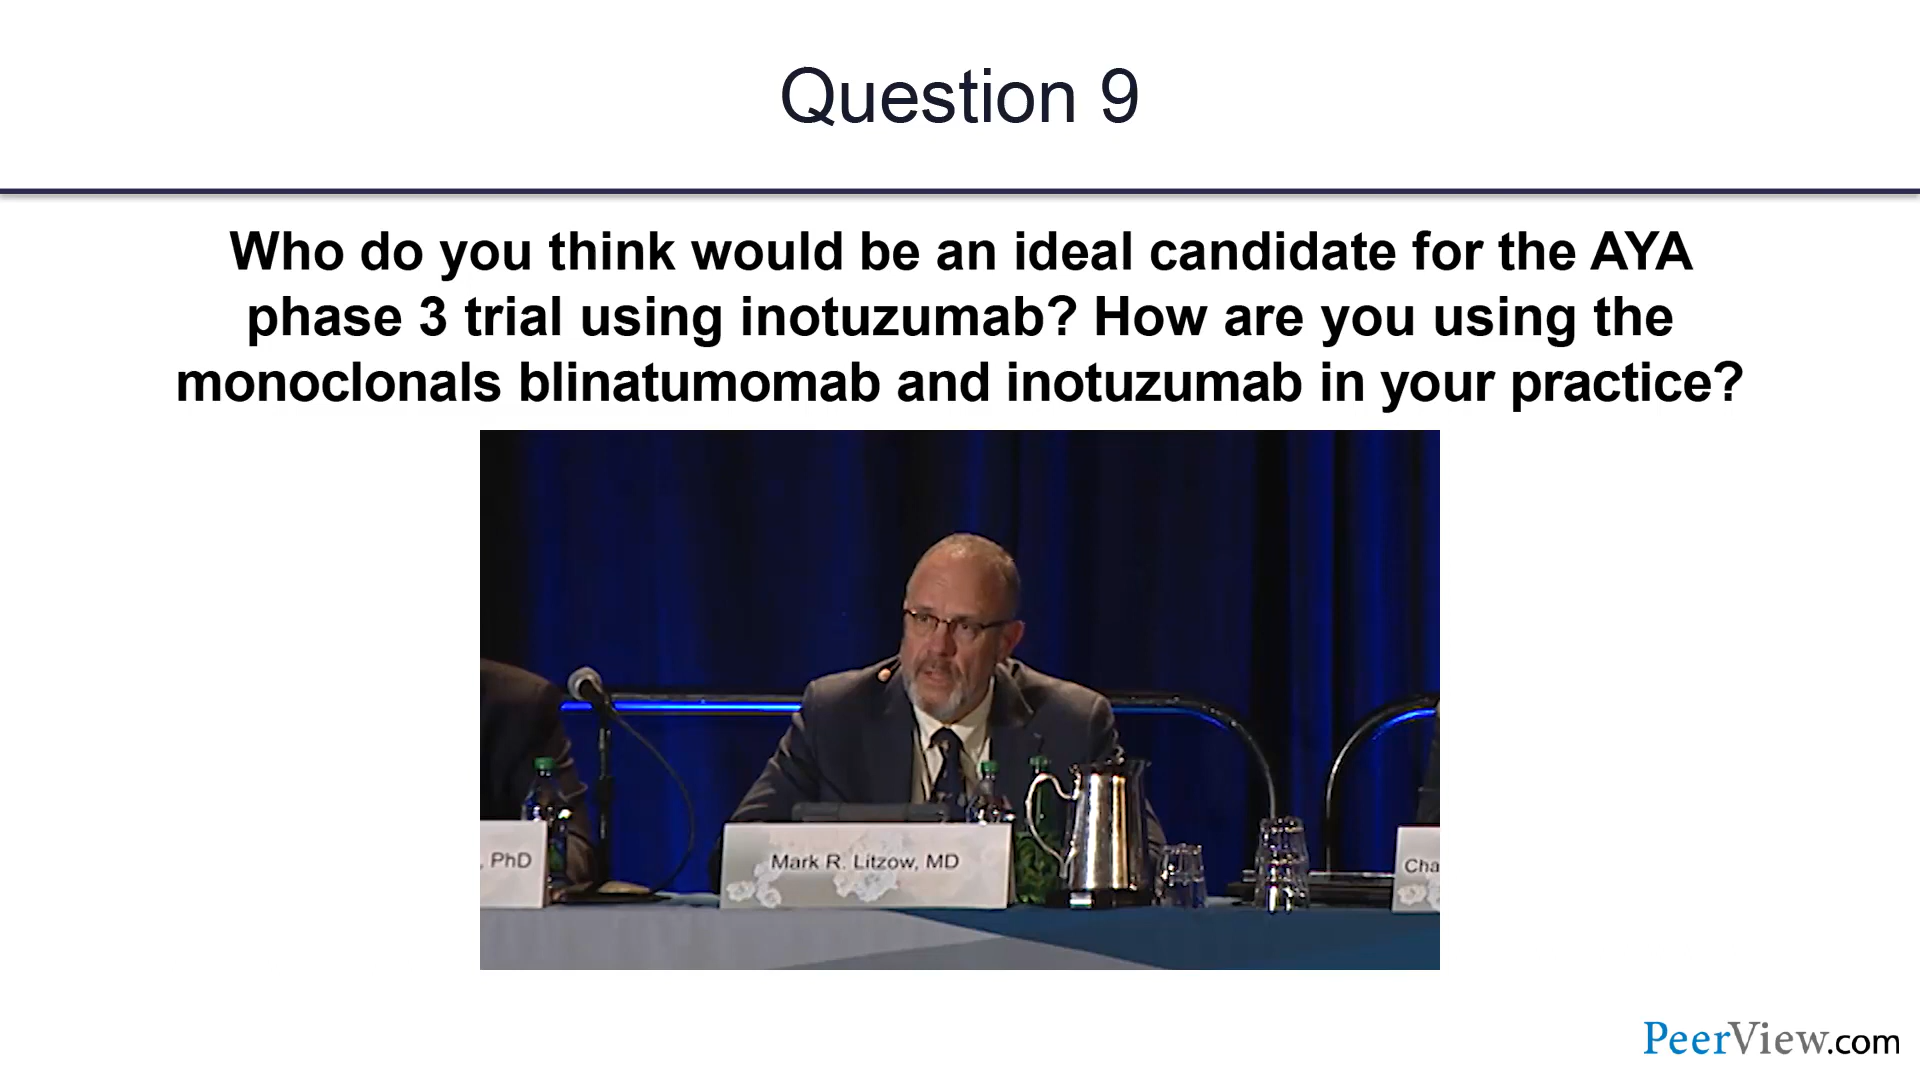 Question 9
Who do you think would be an ideal candidate for the AYA
phase 3 trial using inotuzumab? How are you using the
monoclonals blinatumomab and inotuzumab in your practice?
, PhD
Mark R. Litzow, MD
Cha
PeerView.com